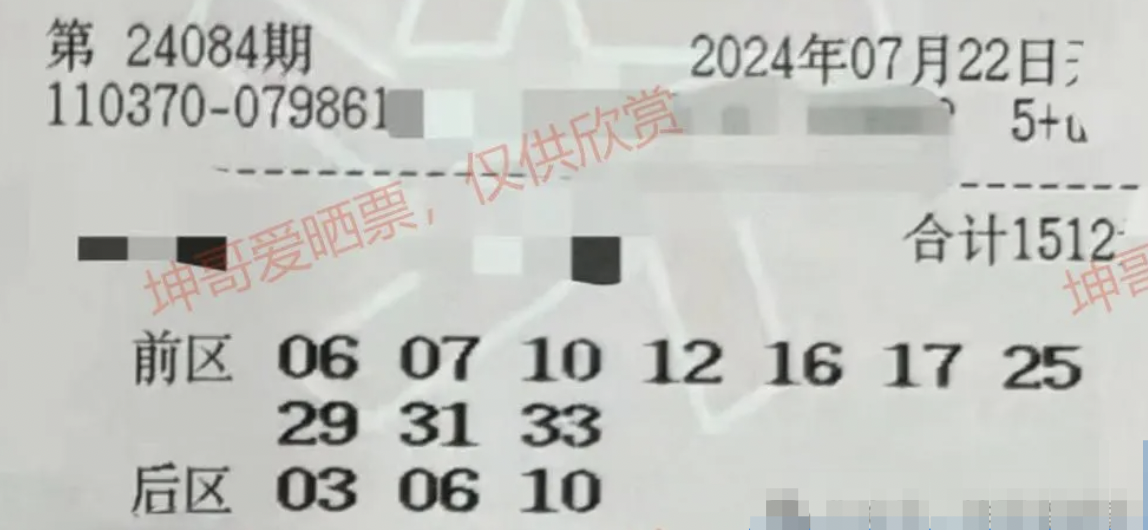 第 24084期
2024年07月22日
110370-079861
5+
坤哥爱晒票，仅供欣赏
合计1512
坤哥
前区 06 07 10 12 16 17 25
29 31 33
后区 03 06 10